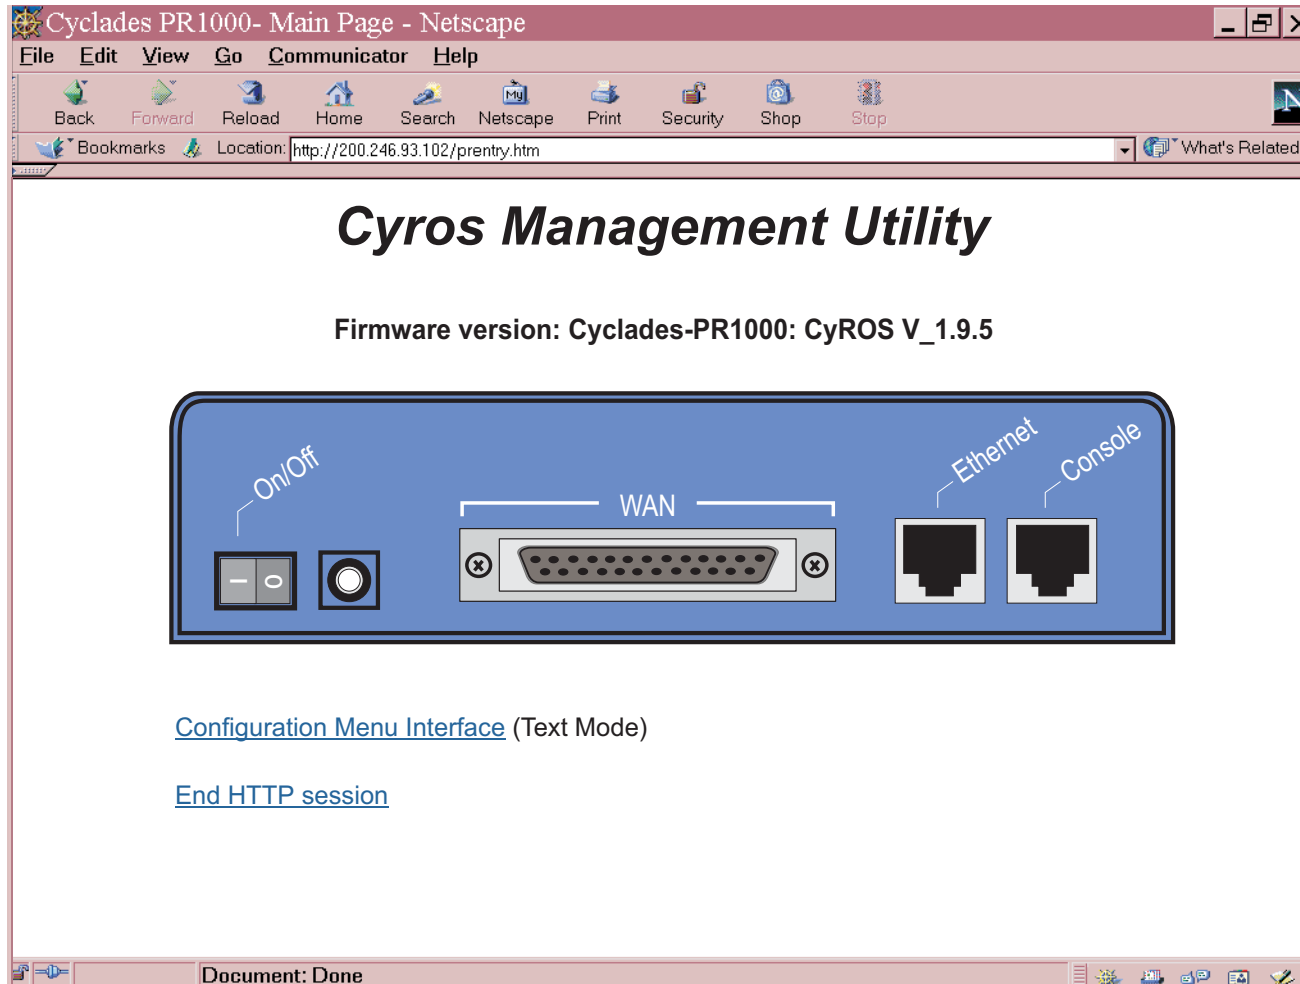 Cyclades PR1000- Main Page - Netscape
File Edit View Go Communicator Help
Back Forward Reload Home Search Netscape Print Security Shop Stop
My
N
Bookmarks Location: http://200.246.93.102/prentry.htm What's Related
Cyros Management Utility
Firmware version: Cyclades-PR1000: CyROS V_1.9.5
On/Off
WAN
Ethernet
Console
Configuration Menu Interface (Text Mode)
End HTTP session
Document: Done